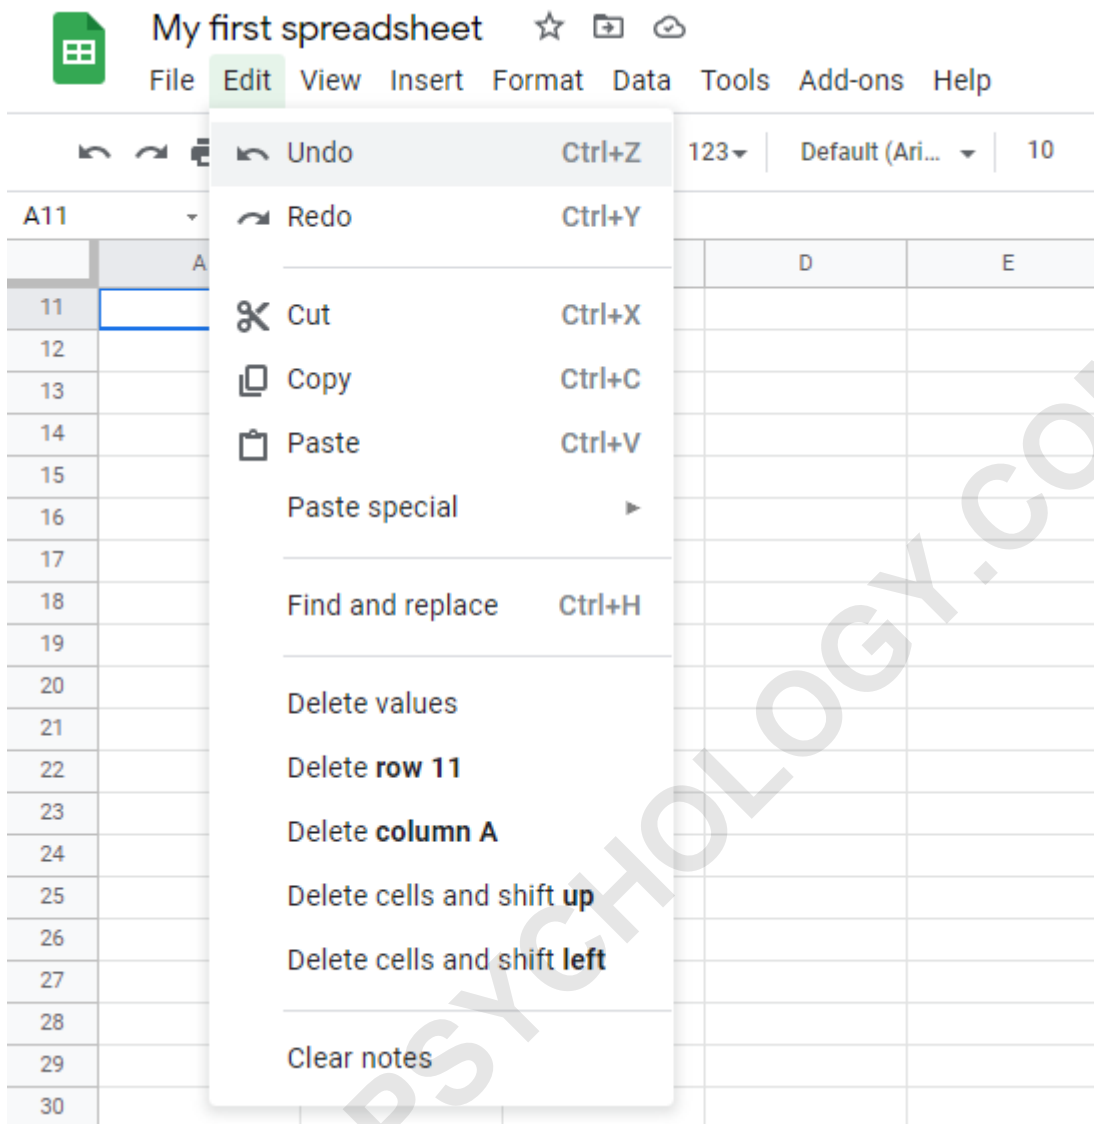 My first spreadsheet
File Edit View Insert Format Data Tools Add-ons Help
123 Default (Ari... 10
A11
A D E
Undo Ctrl+Z
Redo Ctrl+Y
Cut Ctrl+X
Copy Ctrl+C
Paste Ctrl+V
Paste special
Find and replace Ctrl+H
Delete values
Delete row 11
Delete column A
Delete cells and shift up
Delete cells and shift left
Clear notes
11
12
13
14
15
16
17
18
19
20
21
22
23
24
25
26
27
28
29
30
PSYCHOLOGY.CO